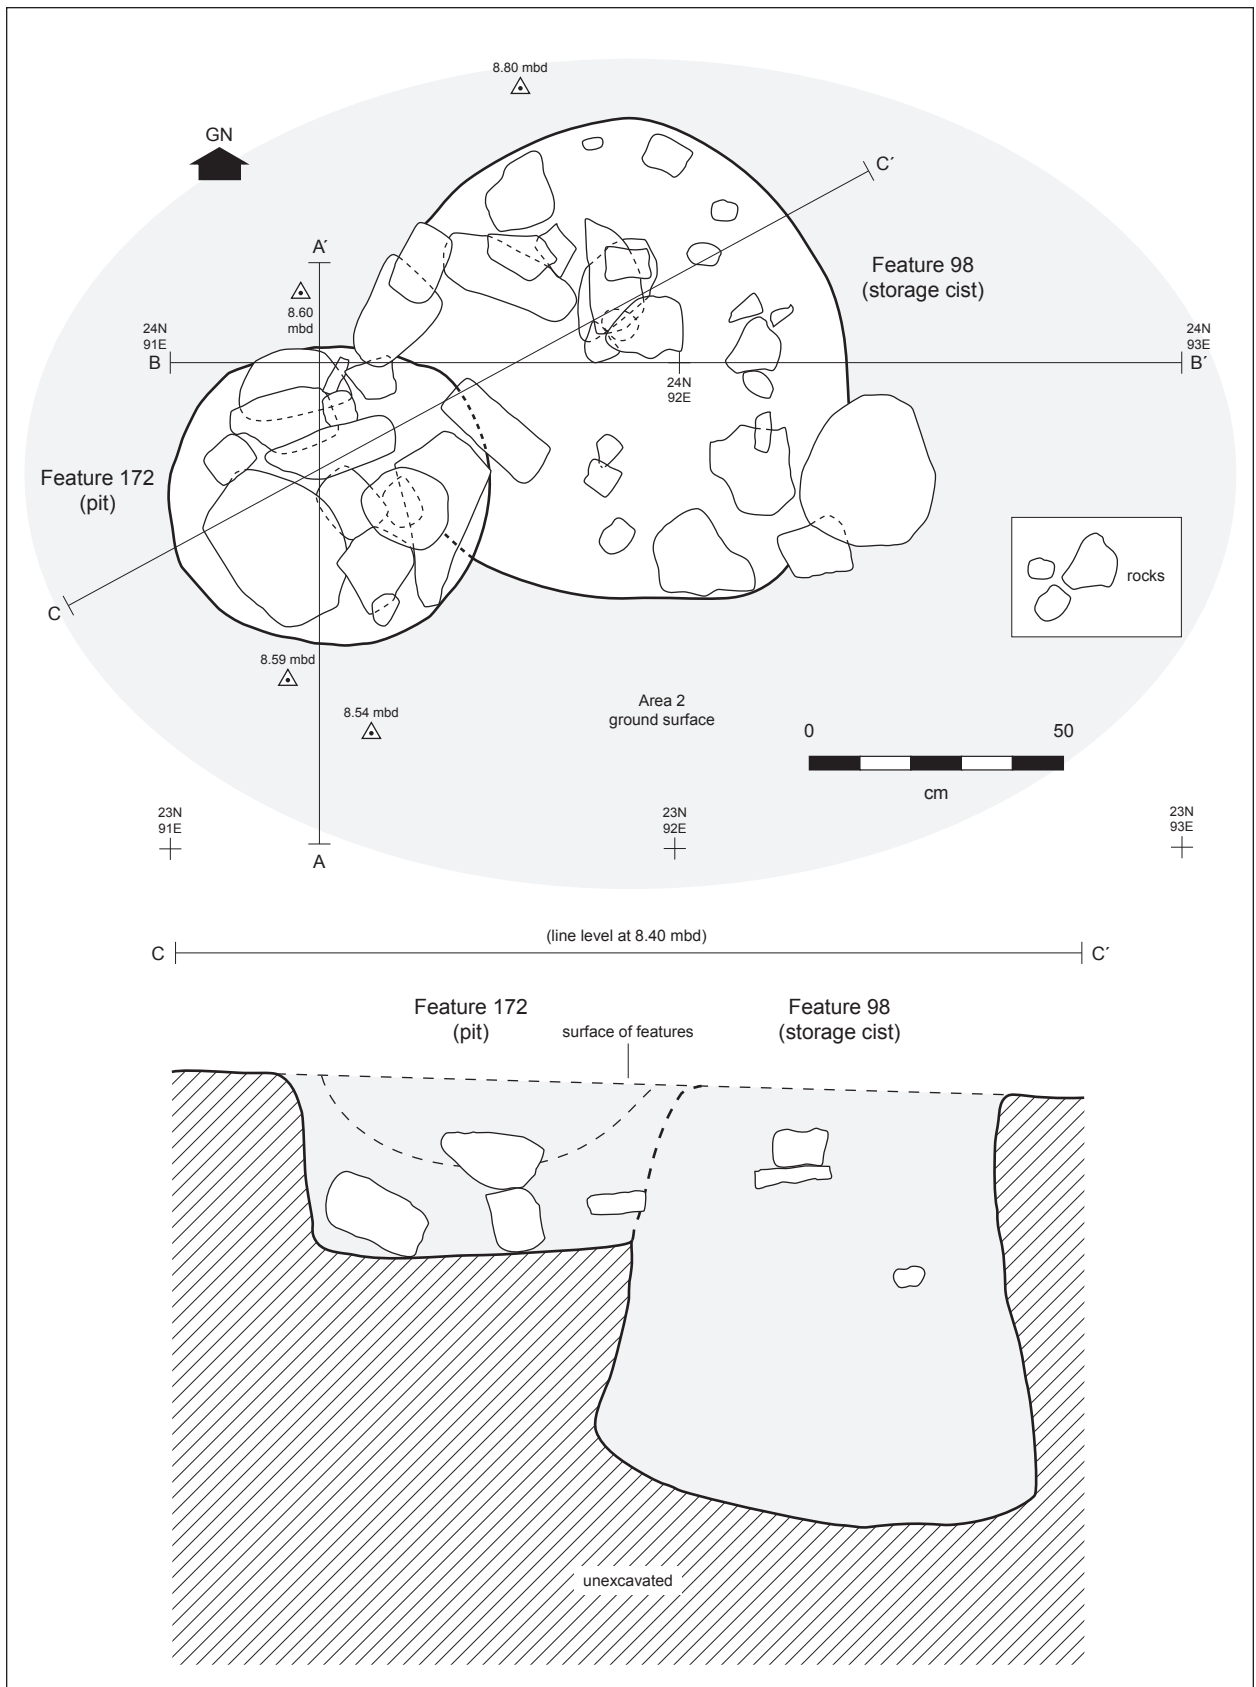 8.80 mbd
GN
C´
A´
Feature 98
(storage cist)
8.60
mbd
24N
91E
B
24N
93E
B´
24N
92E
Feature 172
(pit)
rocks
C
8.59 mbd
8.54 mbd
Area 2
ground surface
0
50
cm
23N
91E
23N
92E
23N
93E
A
(line level at 8.40 mbd)
C
C´
Feature 172
(pit)
surface of features
Feature 98
(storage cist)
unexcavated